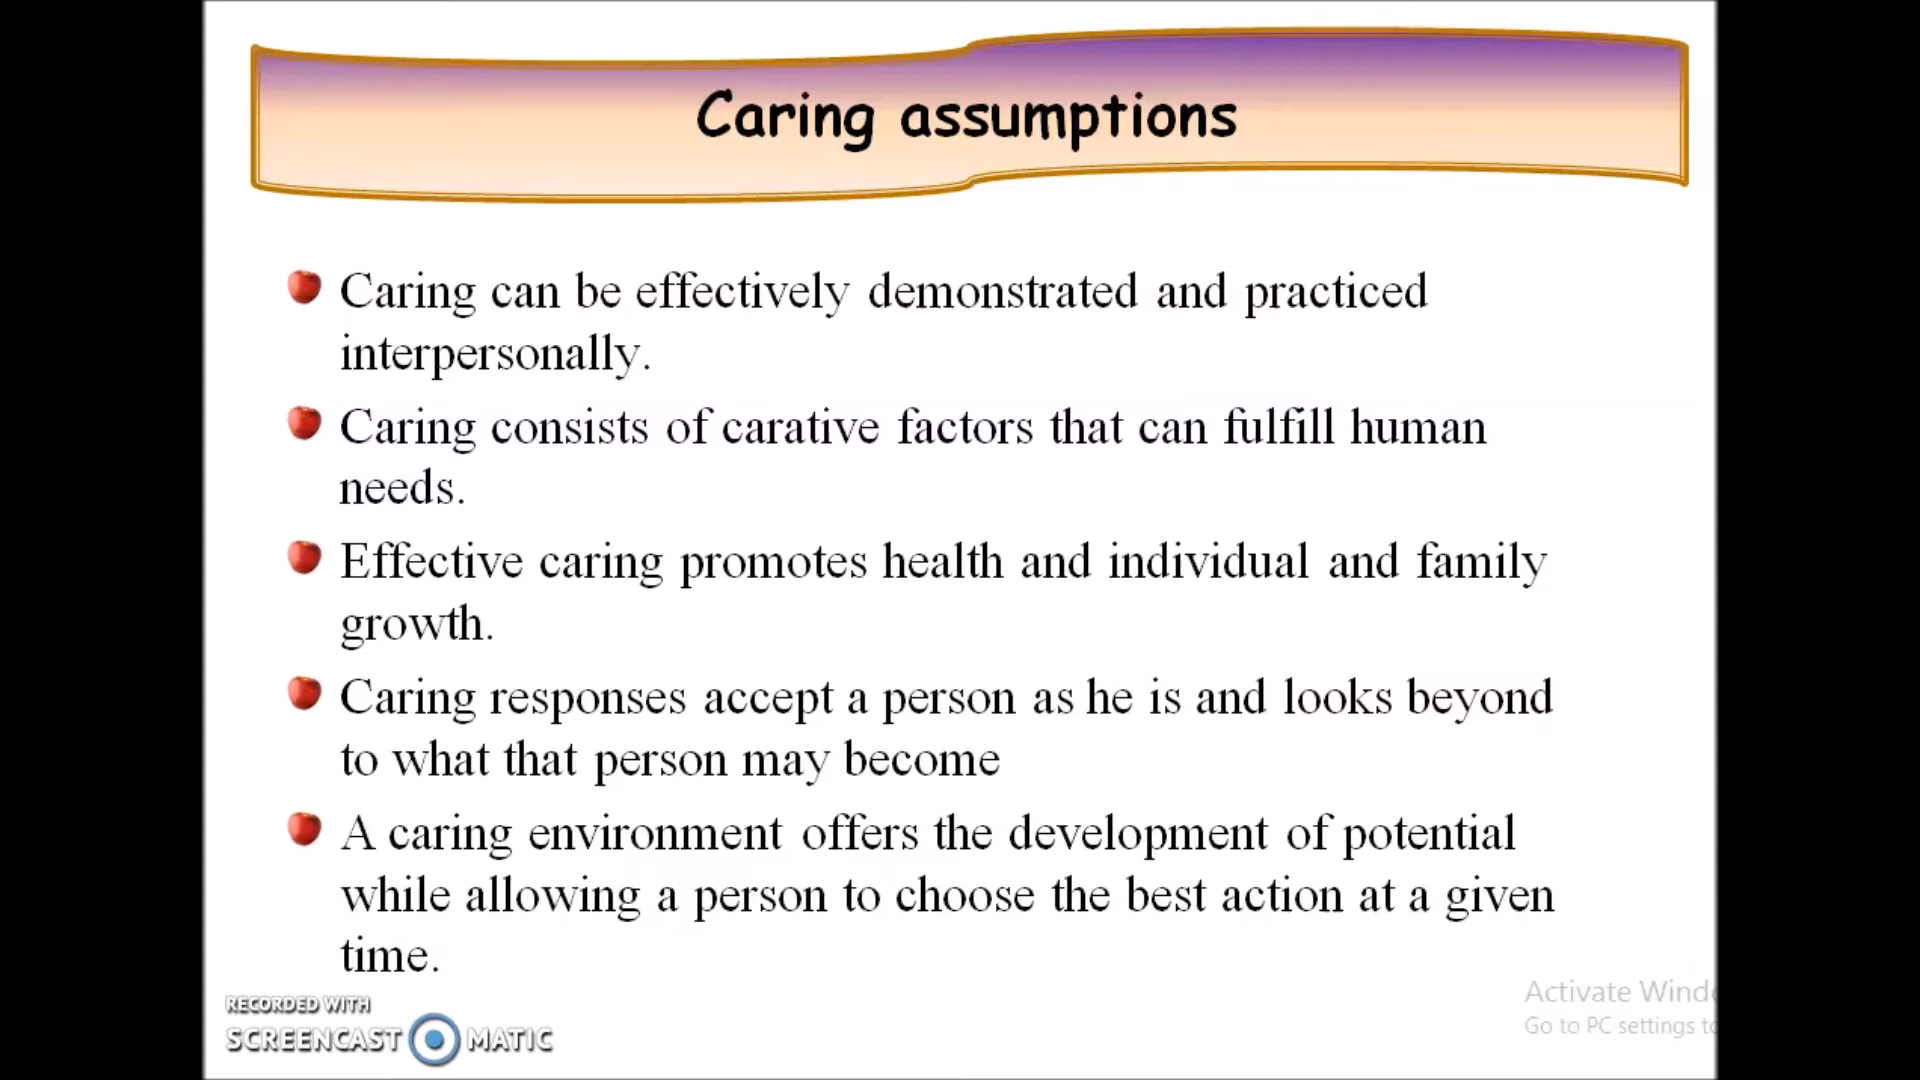 Caring assumptions
Caring can be effectively demonstrated and practiced
interpersonally.
Caring consists of carative factors that can fulfill human
needs.
Effective caring promotes health and individual and family
growth.
Caring responses accept a person as he is and looks beyond
to what that person may become
A caring environment offers the development of potential
while allowing a person to choose the best action at a given
time.
RECORDED WITH
SCREENCAST MATIC
Activate Windo
Go to PC settings to